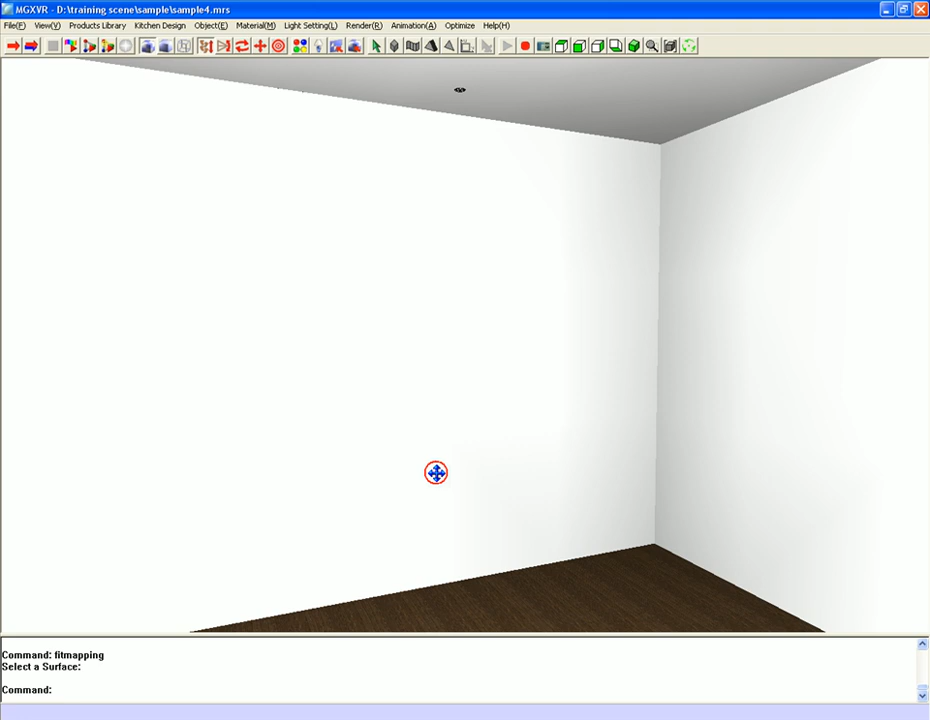 MGXVR - D:\training scene\sample\sample4.mrs
File(F) View(V) Products Library Kitchen Design Object(E) Material(M) Light Setting(L) Render(R) Animation(A) Optimize Help(H)
Command: fitmapping
Select a Surface:
Command: